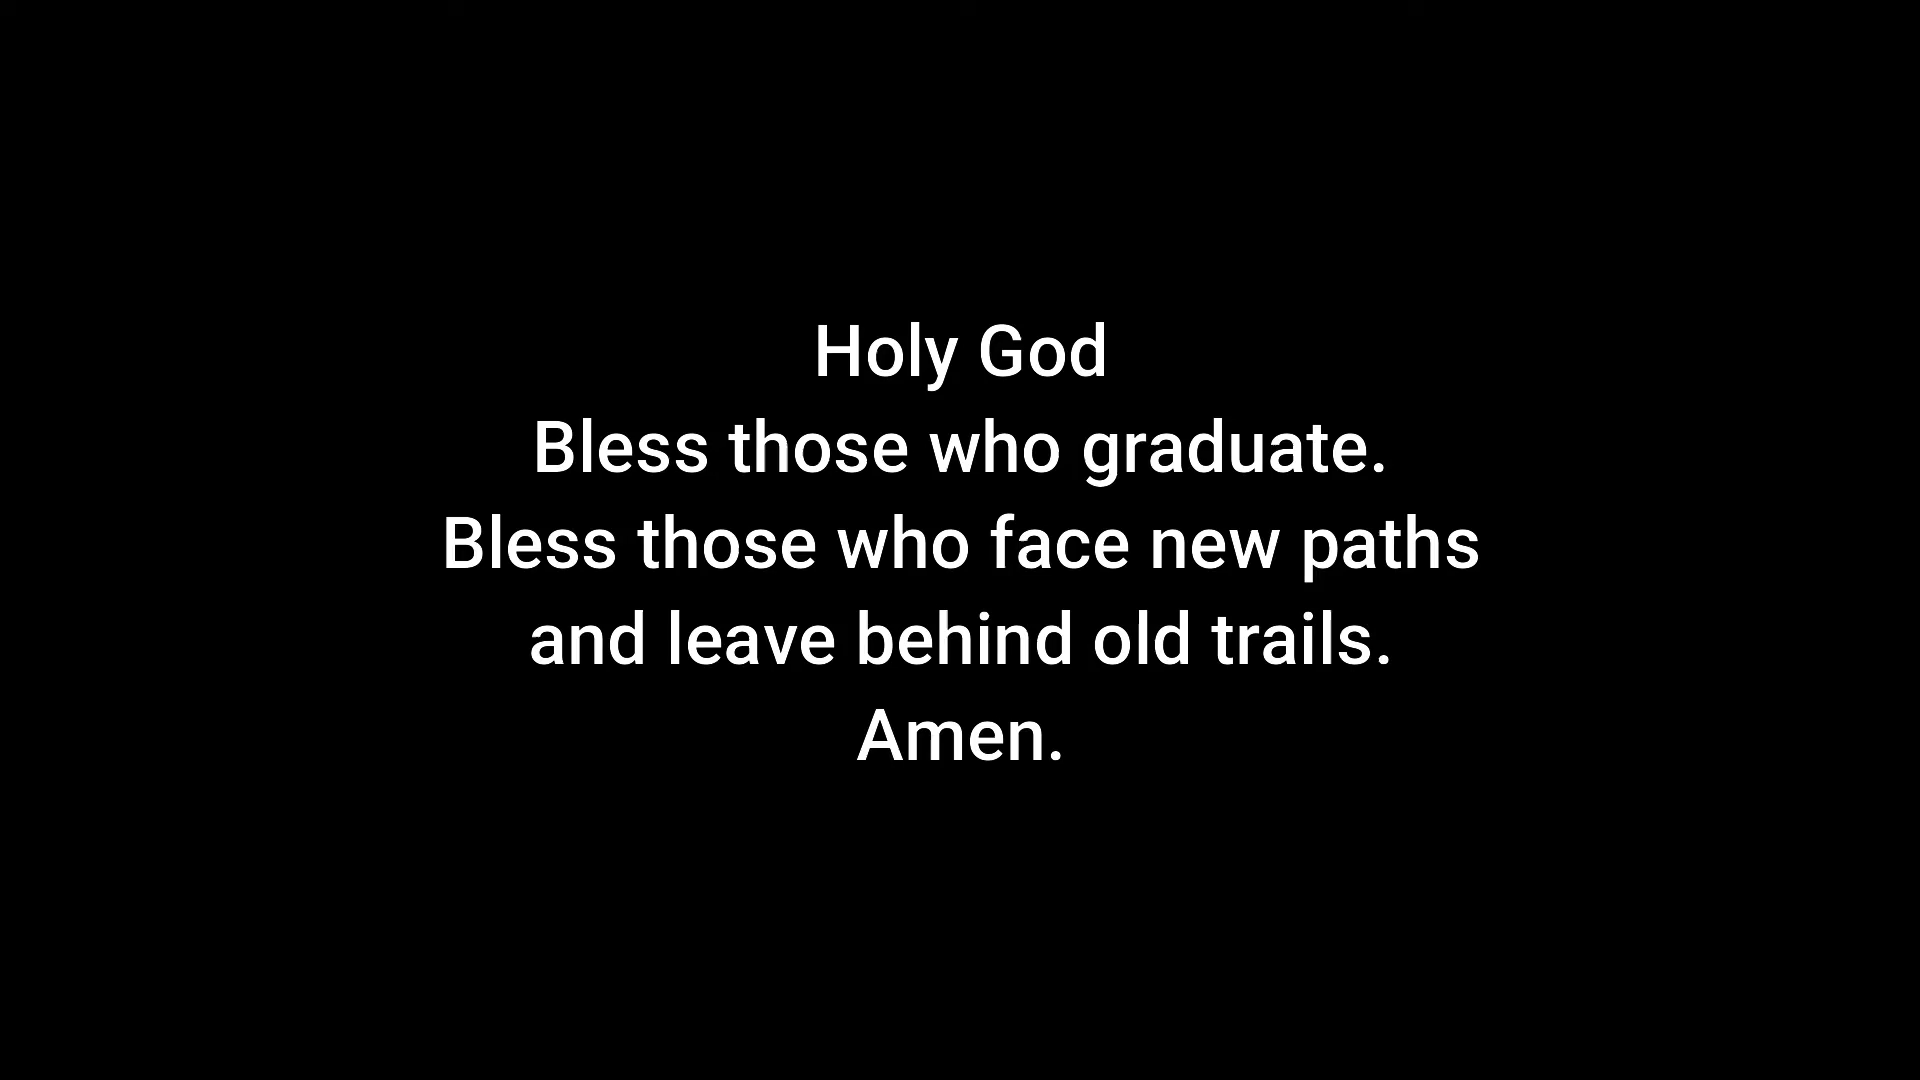 Holy God
Bless those who graduate.
Bless those who face new paths
and leave behind old trails.
Amen.